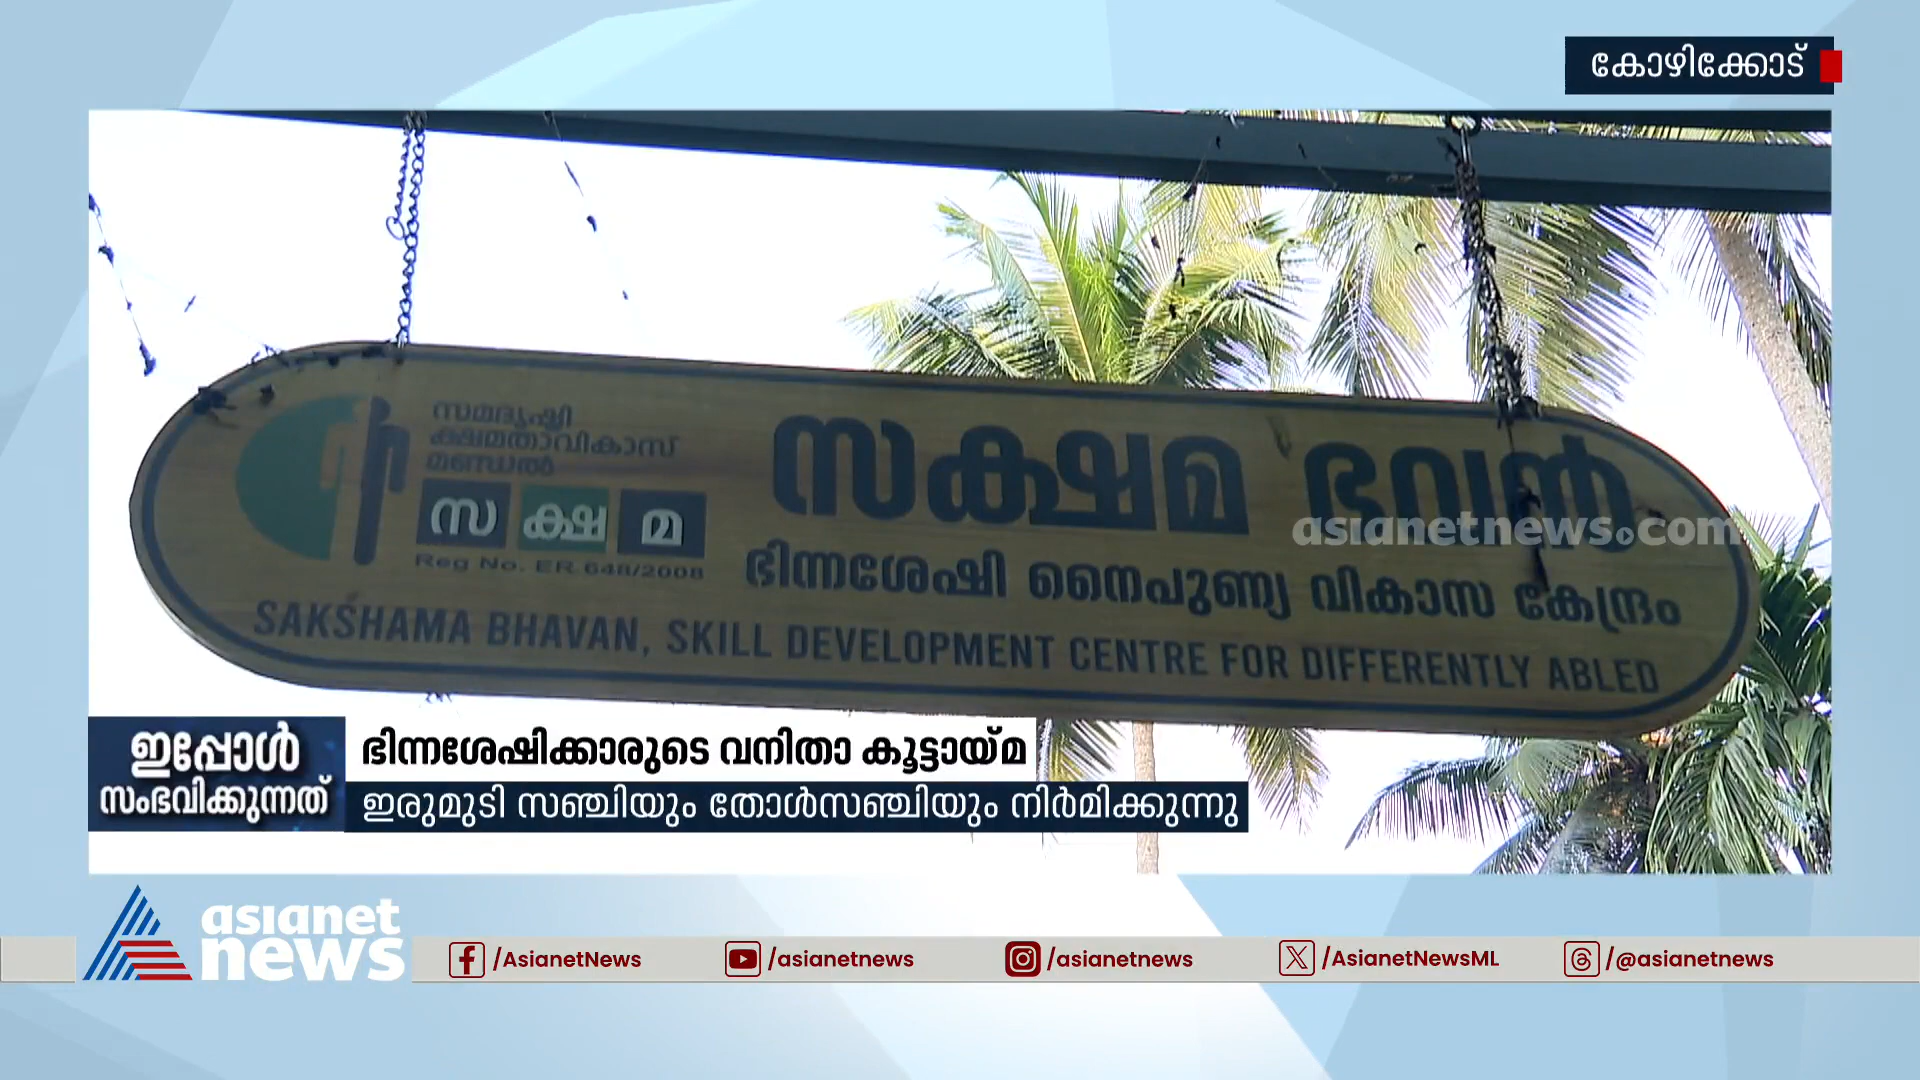 കോഴിക്കോട്
സമദൃഷ്ടി
ക്ഷമതാവികാസ്
മണ്ഡൽ
സ ക്ഷ മ
Reg No. ER 648/2008
സക്ഷമ ഭവൻ
ഭിന്നശേഷി നൈപുണ്യ വികാസ കേന്ദ്രം
SAKSHAMA BHAVAN, SKILL DEVELOPMENT CENTRE FOR DIFFERENTLY ABLED
asianetnews.com
ഇപ്പോൾ
സംഭവിക്കുന്നത്
ഭിന്നശേഷിക്കാരുടെ വനിതാ കൂട്ടായ്മ
ഇരുമുടി സഞ്ചിയും തോൾസഞ്ചിയും നിർമിക്കുന്നു
asianet
news
/AsianetNews
/asianetnews
/asianetnews
/AsianetNewsML
/@asianetnews